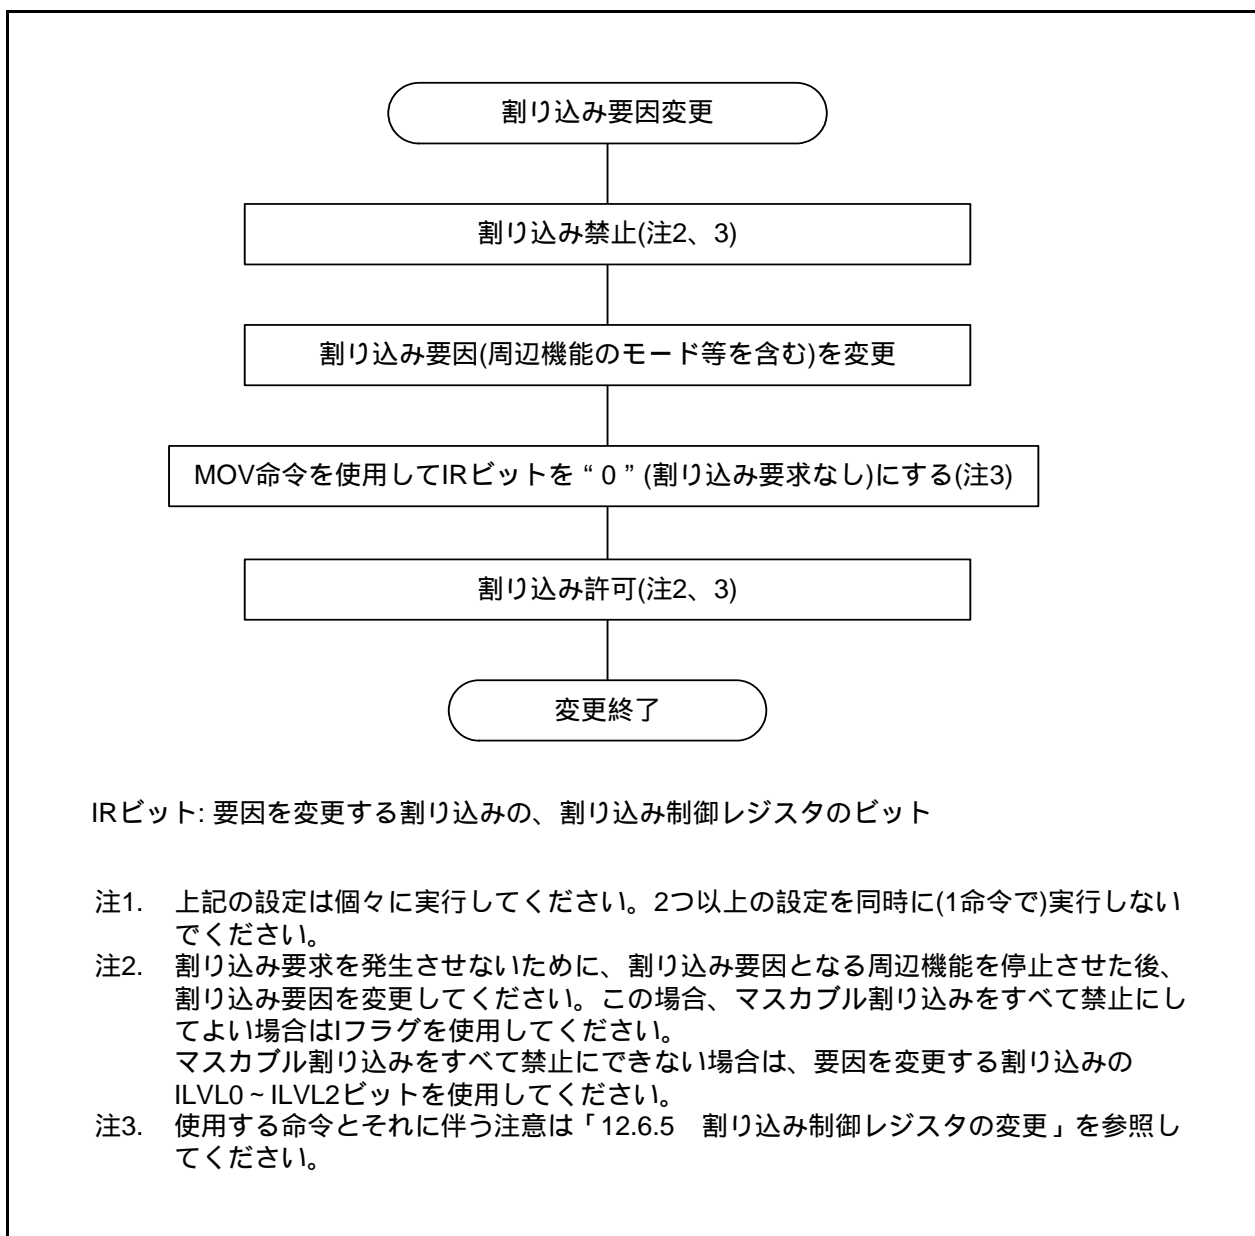 割り込み要因変更
割り込み禁止(注2、3)
割り込み要因(周辺機能のモード等を含む)を変更
MOV命令を使用してIRビットを“0”(割り込み要求なし)にする(注3)
割り込み許可(注2、3)
変更終了
IRビット: 要因を変更する割り込みの、割り込み制御レジスタのビット
注1. 上記の設定は個々に実行してください。2つ以上の設定を同時に(1命令で)実行しない
でください。
注2. 割り込み要求を発生させないために、割り込み要因となる周辺機能を停止させた後、
割り込み要因を変更してください。この場合、マスカブル割り込みをすべて禁止にし
てよい場合はIフラグを使用してください。
マスカブル割り込みをすべて禁止にできない場合は、要因を変更する割り込みの
ILVL0~ILVL2ビットを使用してください。
注3. 使用する命令とそれに伴う注意は「12.6.5 割り込み制御レジスタの変更」を参照し
てください。